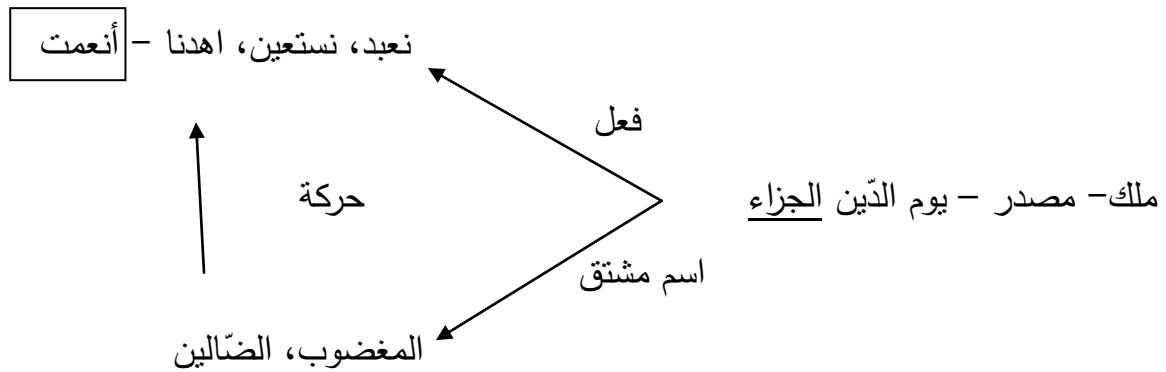 نعبد، نستعين، اهدنا – أنعمت
فعل
حركة
ملك– مصدر – يوم الدّين الجزاء
اسم مشتق
المغضوب، الضّالين